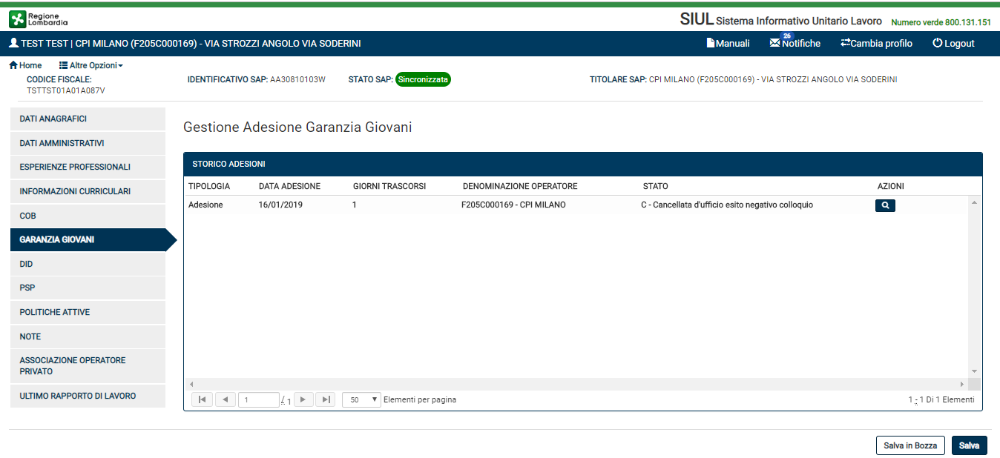 Regione
Lombardia
SIUL Sistema Informativo Unitario Lavoro Numero verde 800.131.151
TEST TEST | CPI MILANO (F205C000169) - VIA STROZZI ANGOLO VIA SODERINI
Manuali
26
Notifiche
Cambia profilo
Logout
Home
Altre Opzioni
CODICE FISCALE:
TSTTST01A01A087V
IDENTIFICATIVO SAP: AA30810103W
STATO SAP: Sincronizzata
TITOLARE SAP: CPI MILANO (F205C000169) - VIA STROZZI ANGOLO VIA SODERINI
DATI ANAGRAFICI
DATI AMMINISTRATIVI
ESPERIENZE PROFESSIONALI
INFORMAZIONI CURRICULARI
COB
GARANZIA GIOVANI
DID
PSP
POLITICHE ATTIVE
NOTE
ASSOCIAZIONE OPERATORE
PRIVATO
ULTIMO RAPPORTO DI LAVORO
Gestione Adesione Garanzia Giovani
STORICO ADESIONI
TIPOLOGIA DATA ADESIONE GIORNI TRASCORSI DENOMINAZIONE OPERATORE STATO AZIONI
Adesione 16/01/2019 1 F205C000169 - CPI MILANO C - Cancellata d'ufficio esito negativo colloquio
1 / 1 50 Elementi per pagina 1 - 1 Di 1 Elementi
Salva in Bozza Salva